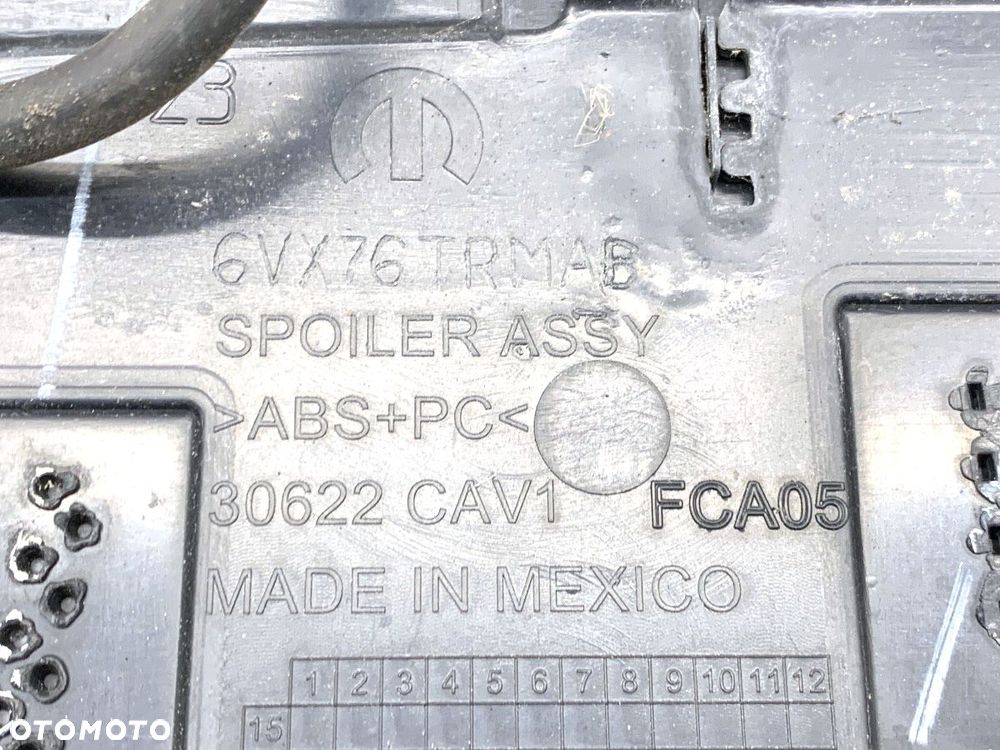 23
6VX76TRMAB
SPOILER ASSY
>ABS+PC<
30622 CAV1 FCA05
MADE IN MEXICO
1 2 3 4 5 6 7 8 9 10 11 12
15
OTOMOTO